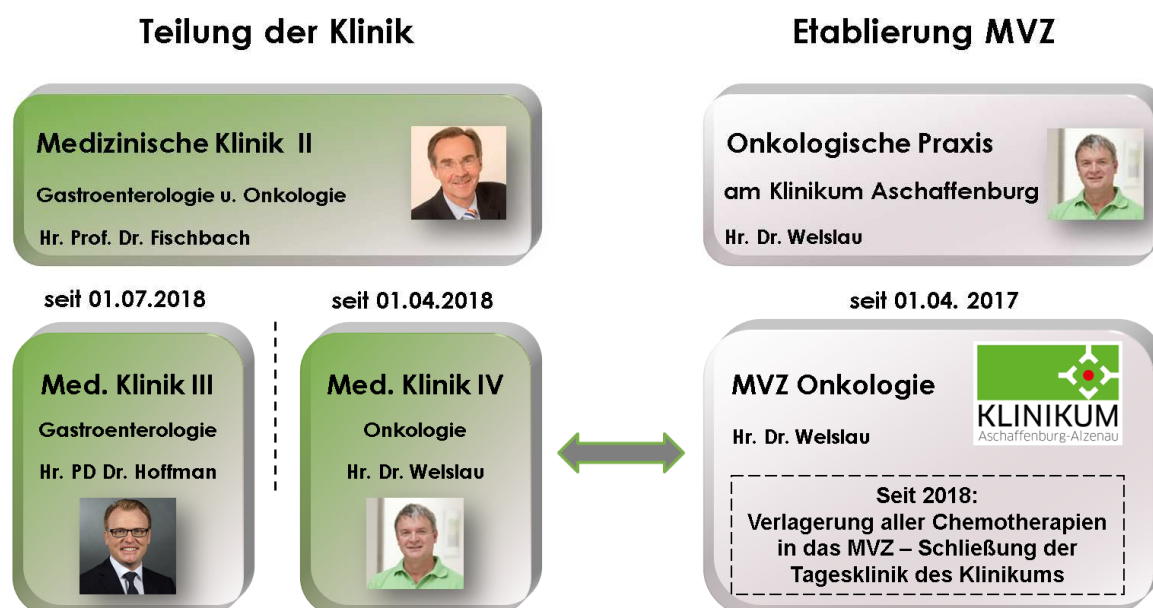 Teilung der Klinik
Medizinische Klinik II
Gastroenterologie u. Onkologie
Hr. Prof. Dr. Fischbach
seit 01.07.2018
Med. Klinik III
Gastroenterologie
Hr. PD Dr. Hoffman
seit 01.04.2018
Med. Klinik IV
Onkologie
Hr. Dr. Welslau
Etablierung MVZ
Onkologische Praxis
am Klinikum Aschaffenburg
Hr. Dr. Welslau
seit 01.04. 2017
MVZ Onkologie
Hr. Dr. Welslau
KLINIKUM
Aschaffenburg-Alzenau
Seit 2018:
Verlagerung aller Chemotherapien
in das MVZ – Schließung der
Tagesklinik des Klinikums